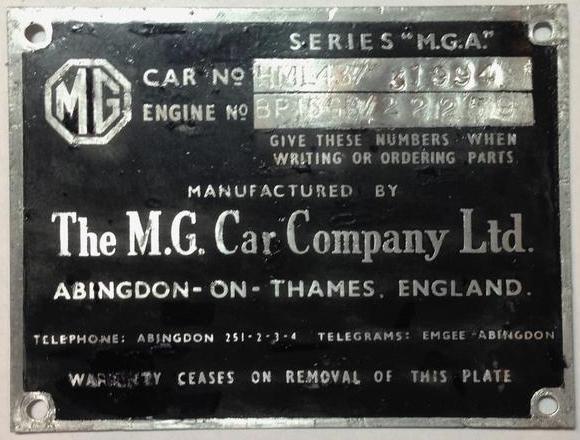 SERIES "M.G.A."
MG
CAR No HML43/ 31994
ENGINE No
GIVE THESE NUMBERS WHEN
WRITING OR ORDERING PARTS
MANUFACTURED BY
The M.G. Car Company Ltd.
ABINGDON-ON-THAMES, ENGLAND.
TELEPHONE: ABINGDON 251-2-3-4 TELEGRAMS: EMGEE-ABINGDON
WARRANTY CEASES ON REMOVAL OF THIS PLATE